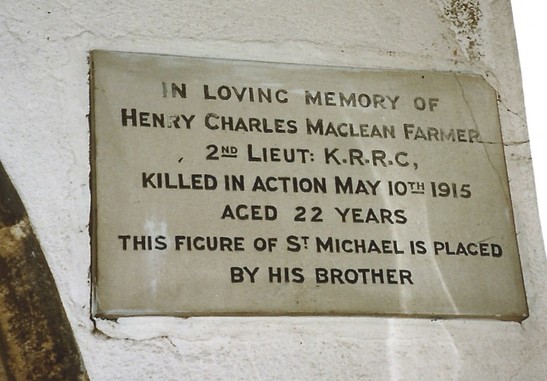 IN LOVING MEMORY OF
HENRY CHARLES MACLEAN FARMER
2ND LIEUT: K.R.R.C,
KILLED IN ACTION MAY 10TH 1915
AGED 22 YEARS
THIS FIGURE OF ST MICHAEL IS PLACED
BY HIS BROTHER